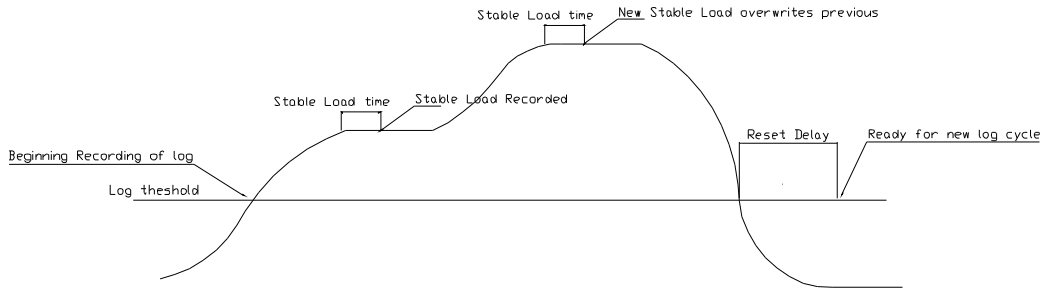 Stable Load time
New Stable Load overwrites previous
Stable Load time
Stable Load Recorded
Reset Delay
Ready for new log cycle
Beginning Recording of log
Log theshold